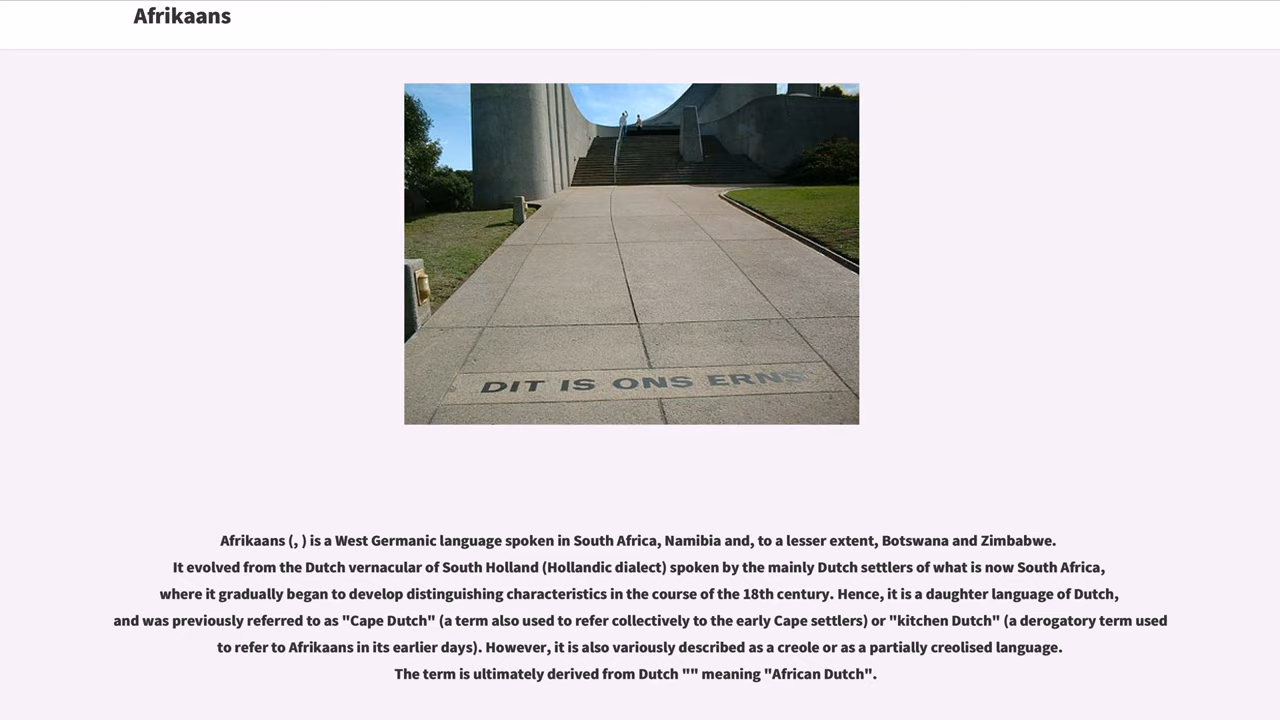 Afrikaans
DIT IS ONS ERNS
Afrikaans (, ) is a West Germanic language spoken in South Africa, Namibia and, to a lesser extent, Botswana and Zimbabwe.
It evolved from the Dutch vernacular of South Holland (Hollandic dialect) spoken by the mainly Dutch settlers of what is now South Africa,
where it gradually began to develop distinguishing characteristics in the course of the 18th century. Hence, it is a daughter language of Dutch,
and was previously referred to as "Cape Dutch" (a term also used to refer collectively to the early Cape settlers) or "kitchen Dutch" (a derogatory term used
to refer to Afrikaans in its earlier days). However, it is also variously described as a creole or as a partially creolised language.
The term is ultimately derived from Dutch "" meaning "African Dutch".